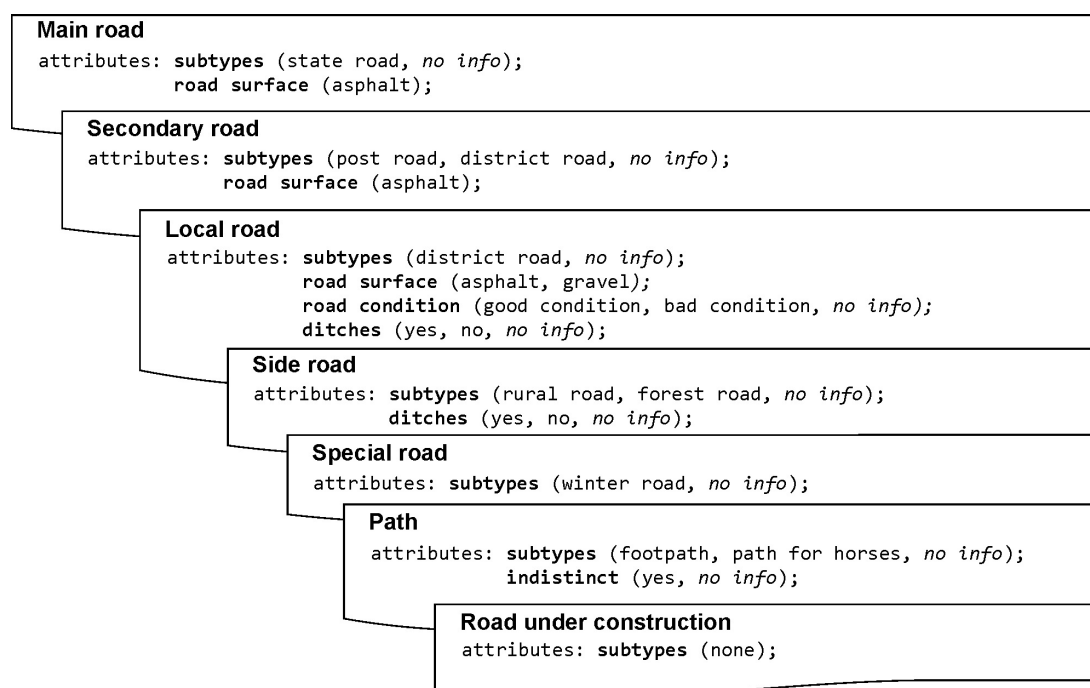 Main road
attributes: subtypes (state road, no info);
road surface (asphalt);
Secondary road
attributes: subtypes (post road, district road, no info);
road surface (asphalt);
Local road
attributes: subtypes (district road, no info);
road surface (asphalt, gravel);
road condition (good condition, bad condition, no info);
ditches (yes, no, no info);
Side road
attributes: subtypes (rural road, forest road, no info);
ditches (yes, no, no info);
Special road
attributes: subtypes (winter road, no info);
Path
attributes: subtypes (footpath, path for horses, no info);
indistinct (yes, no info);
Road under construction
attributes: subtypes (none);